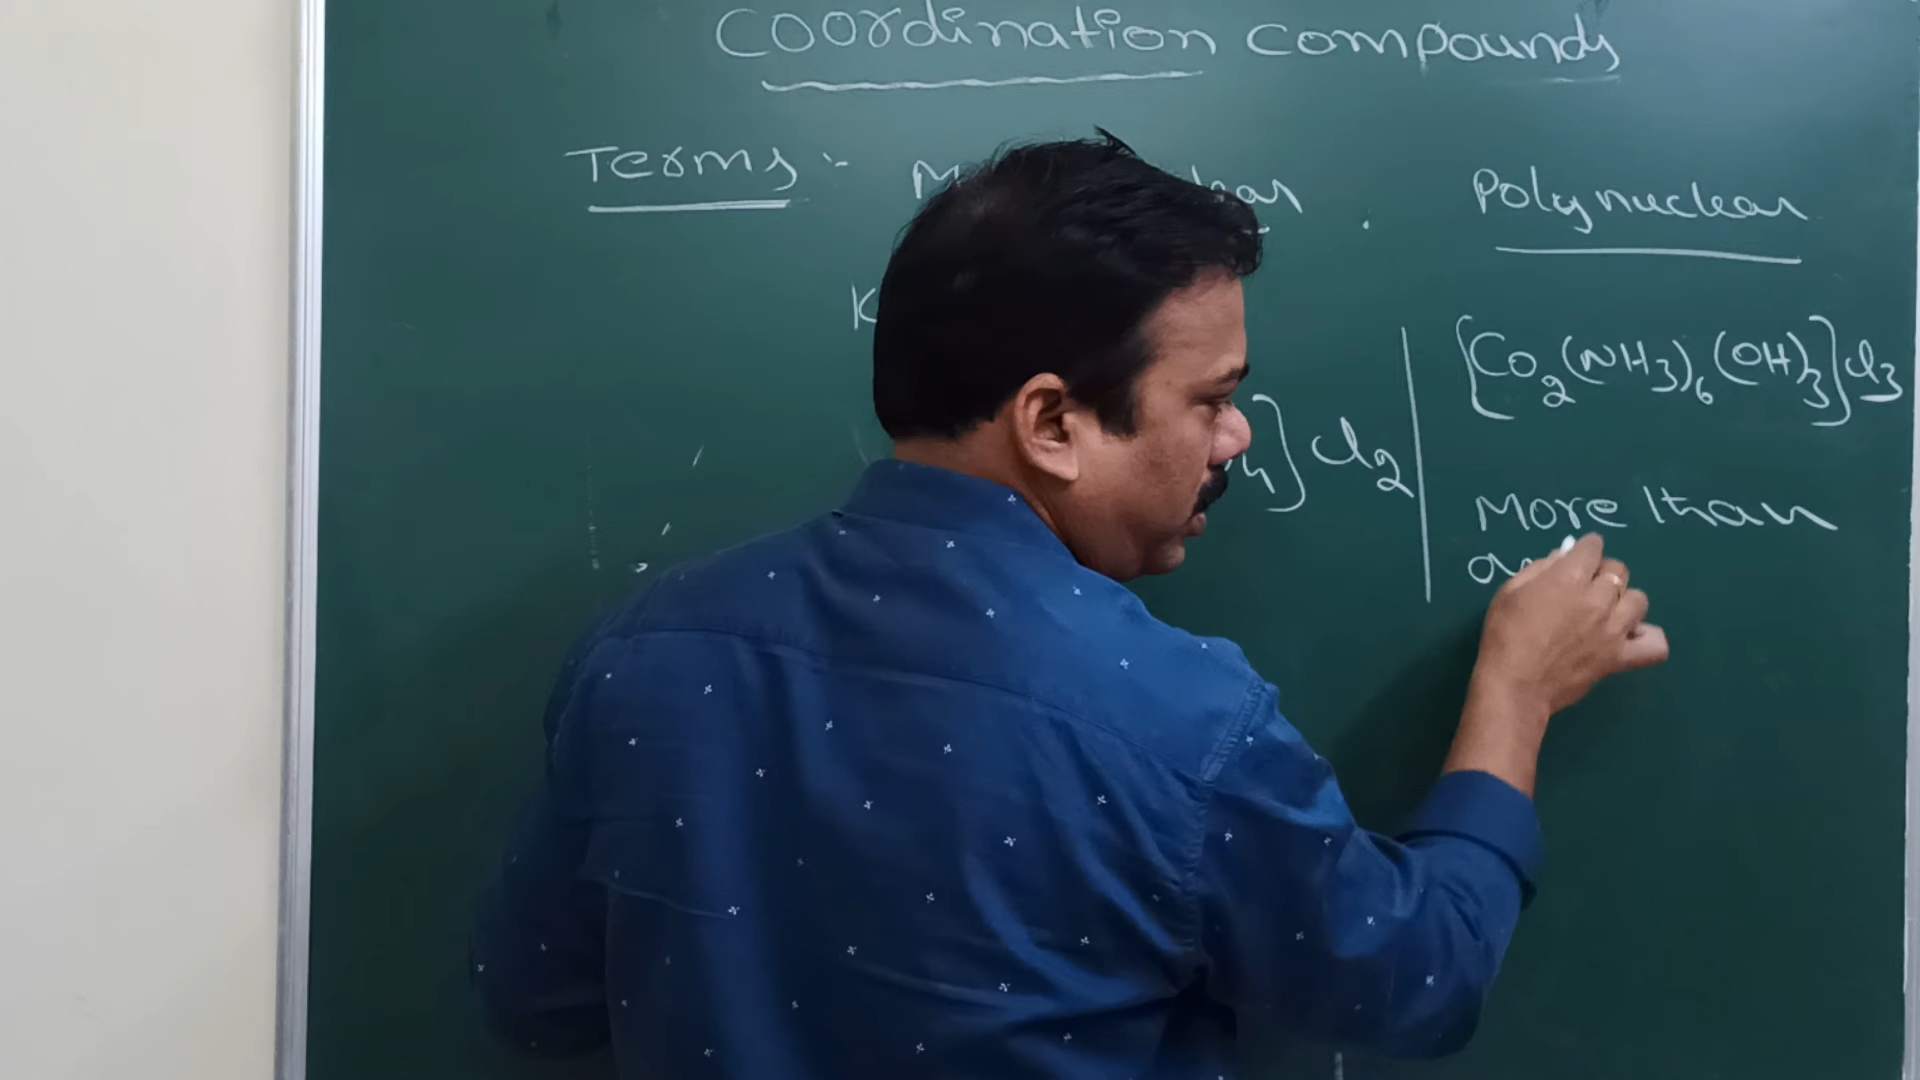 Coordination compounds
Terms :-
Polynuclear
K
[Co2(NH3)6(OH)3]Cl3
]Cl2
More than